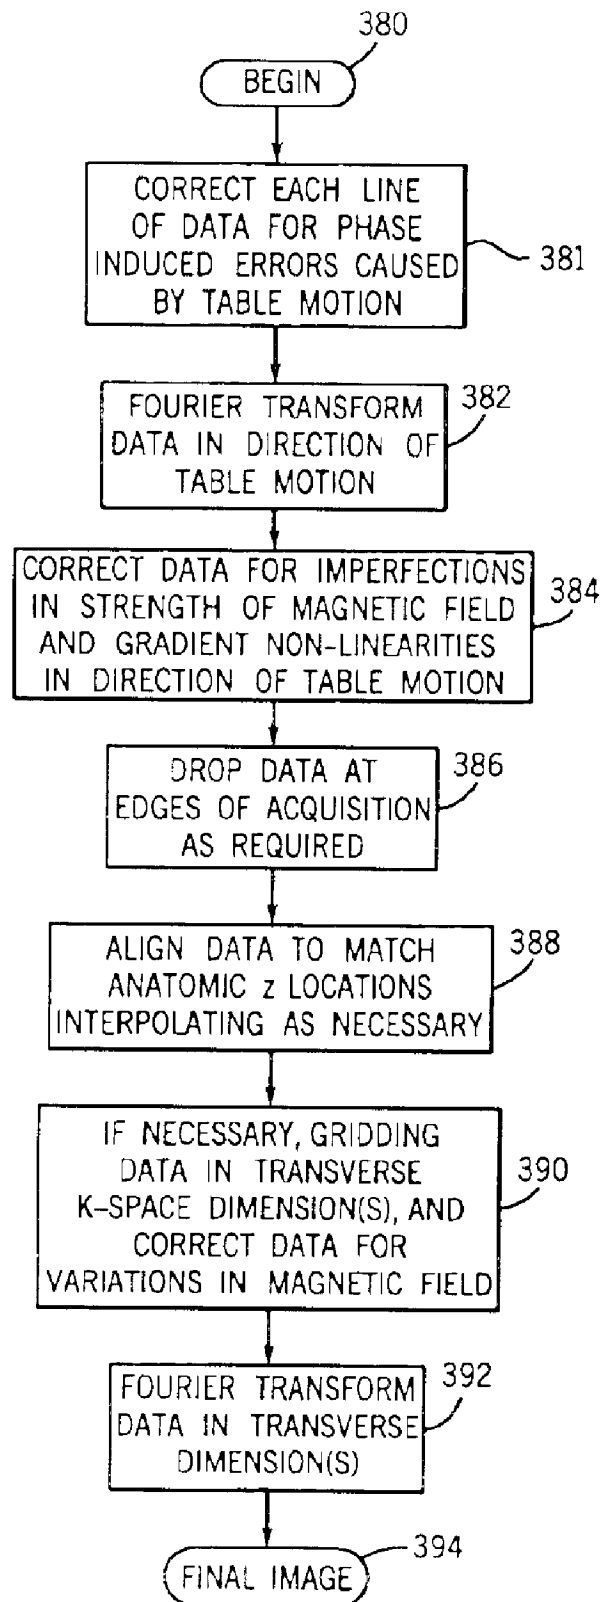 380
BEGIN
CORRECT EACH LINE
OF DATA FOR PHASE
INDUCED ERRORS CAUSED
BY TABLE MOTION
381
FOURIER TRANSFORM
DATA IN DIRECTION OF
TABLE MOTION
382
CORRECT DATA FOR IMPERFECTIONS
IN STRENGTH OF MAGNETIC FIELD
AND GRADIENT NON-LINEARITIES
IN DIRECTION OF TABLE MOTION
384
DROP DATA AT
EDGES OF ACQUISITION
AS REQUIRED
386
ALIGN DATA TO MATCH
ANATOMIC z LOCATIONS
INTERPOLATING AS NECESSARY
388
IF NECESSARY, GRIDDING
DATA IN TRANSVERSE
K-SPACE DIMENSION(S), AND
CORRECT DATA FOR
VARIATIONS IN MAGNETIC FIELD
390
FOURIER TRANSFORM
DATA IN TRANSVERSE
DIMENSION(S)
392
FINAL IMAGE
394